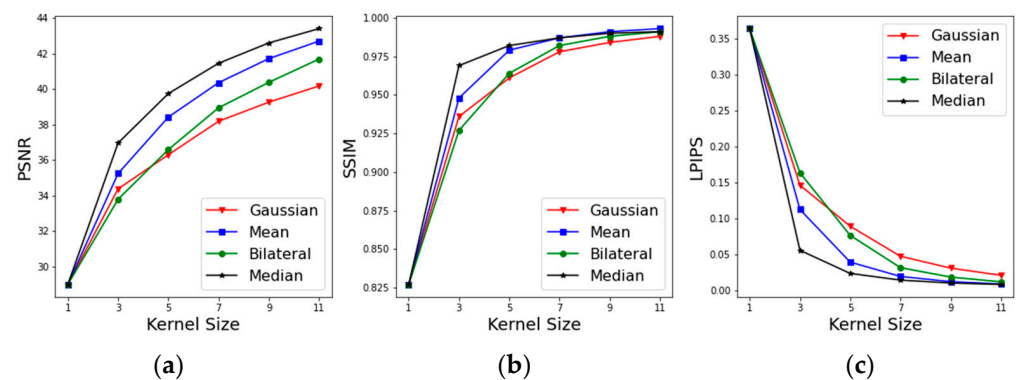 44
42
40
38
36
34
32
30
PSNR
1 3 5 7 9 11
Kernel Size
Gaussian
Mean
Bilateral
Median
(a)
1.000
0.975
0.950
0.925
0.900
0.875
0.850
0.825
SSIM
1 3 5 7 9 11
Kernel Size
Gaussian
Mean
Bilateral
Median
(b)
0.35
0.30
0.25
0.20
0.15
0.10
0.05
0.00
LPIPS
1 3 5 7 9 11
Kernel Size
Gaussian
Mean
Bilateral
Median
(c)